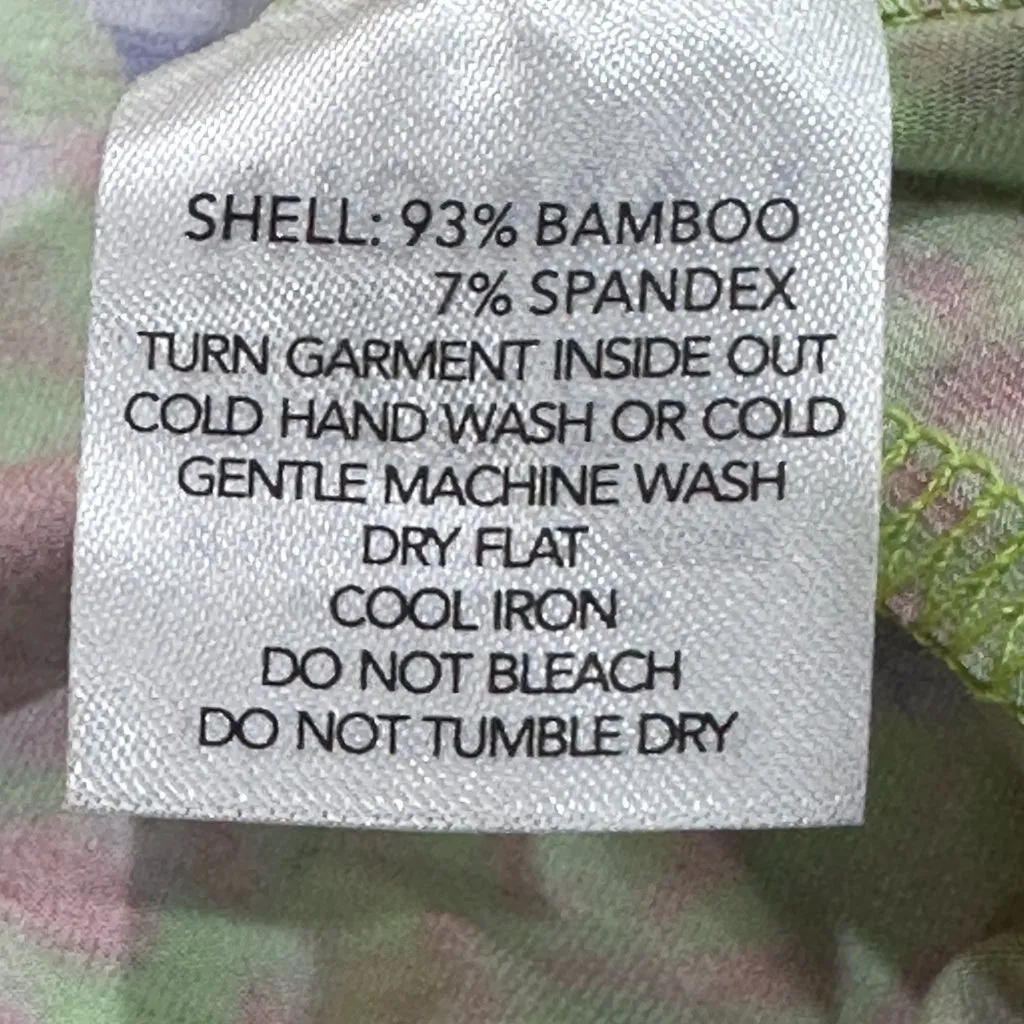 SHELL: 93% BAMBOO
7% SPANDEX
TURN GARMENT INSIDE OUT
COLD HAND WASH OR COLD
GENTLE MACHINE WASH
DRY FLAT
COOL IRON
DO NOT BLEACH
DO NOT TUMBLE DRY